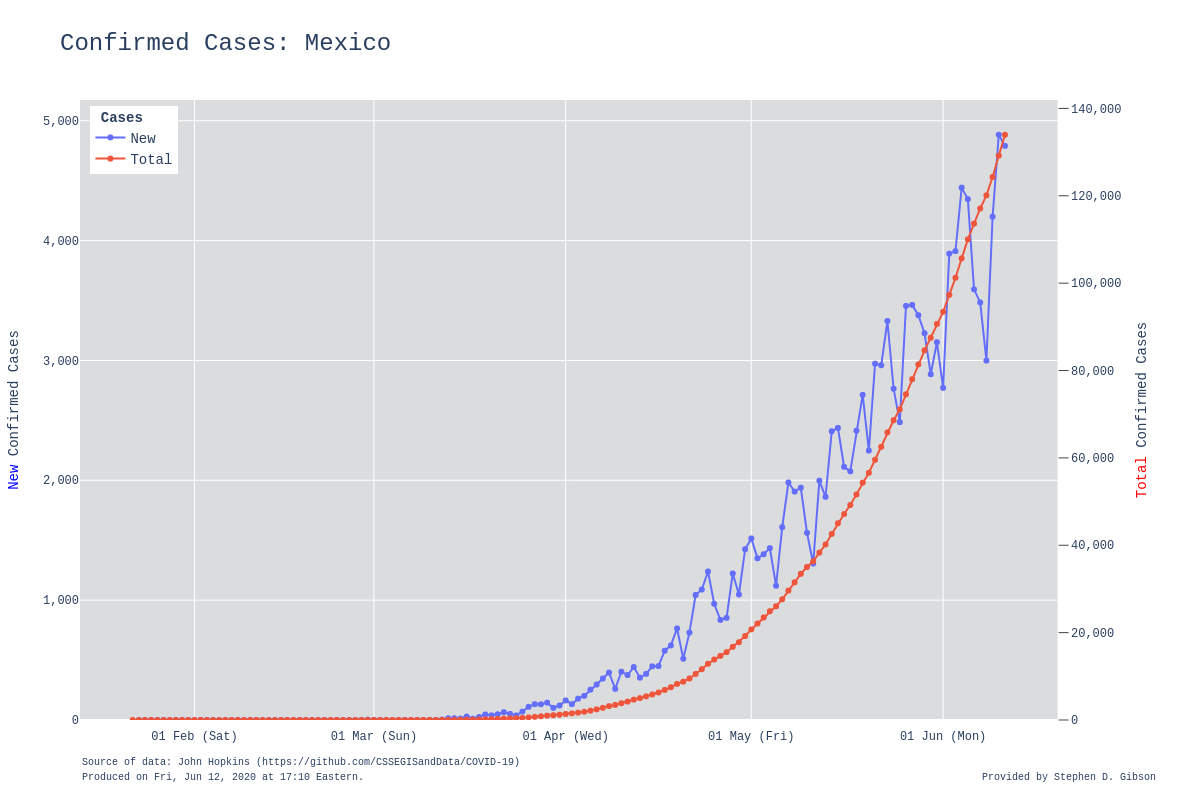 Confirmed Cases: Mexico
Cases
New
Total
5,000
4,000
3,000
2,000
1,000
0
140,000
120,000
100,000
80,000
60,000
40,000
20,000
0
New Confirmed Cases
Total Confirmed Cases
01 Feb (Sat)
01 Mar (Sun)
01 Apr (Wed)
01 May (Fri)
01 Jun (Mon)
Source of data: John Hopkins (https://github.com/CSSEGISandData/COVID-19)
Produced on Fri, Jun 12, 2020 at 17:10 Eastern.
Provided by Stephen D. Gibson